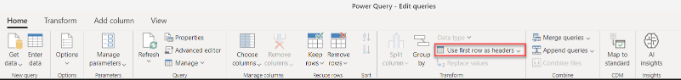 Power Query - Edit queries
Home Transform Add column View
Get data Enter data Options Manage parameters Refresh Properties Advanced editor Manage Choose columns Remove columns Keep rows Remove rows Split column Group by Data type Use first row as headers Replace values Merge queries Append queries Combine files Map to standard AI insights
New query Options Parameters Query Manage columns Reduce rows Sort Transform Combine CDM Insights